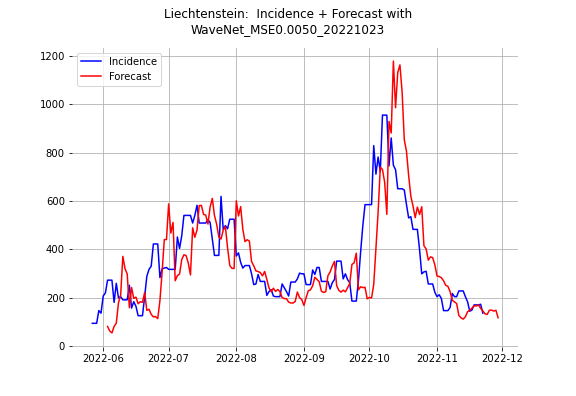 Liechtenstein:  Incidence + Forecast with
WaveNet_MSE0.0050_20221023
Incidence
Forecast
1200
1000
800
600
400
200
0
2022-06 2022-07 2022-08 2022-09 2022-10 2022-11 2022-12